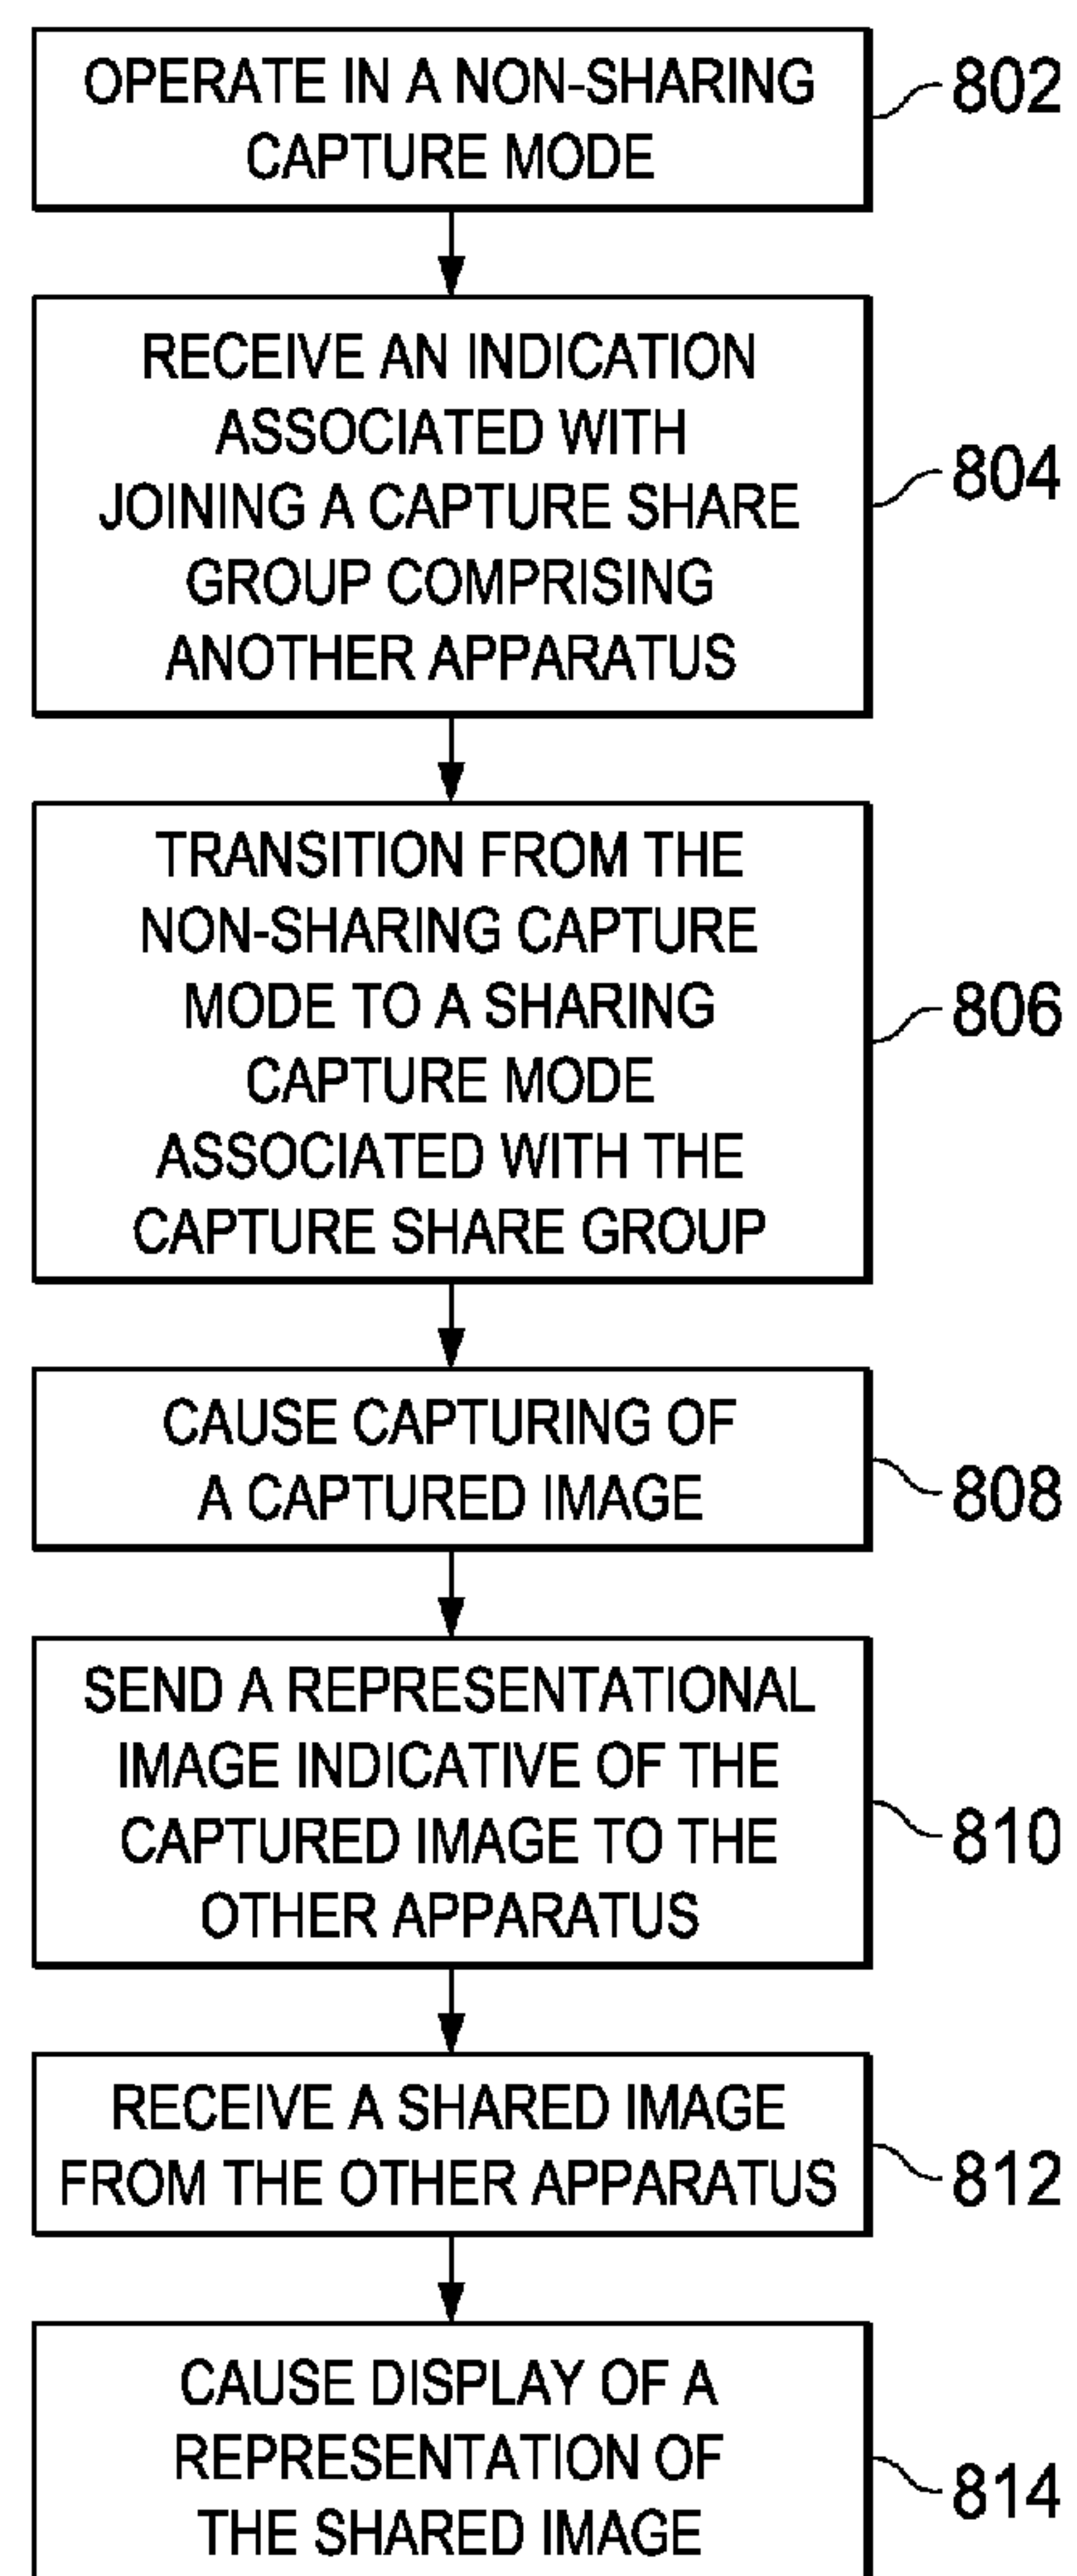 OPERATE IN A NON-SHARING
CAPTURE MODE
802
RECEIVE AN INDICATION
ASSOCIATED WITH
JOINING A CAPTURE SHARE
GROUP COMPRISING
ANOTHER APPARATUS
804
TRANSITION FROM THE
NON-SHARING CAPTURE
MODE TO A SHARING
CAPTURE MODE
ASSOCIATED WITH THE
CAPTURE SHARE GROUP
806
CAUSE CAPTURING OF
A CAPTURED IMAGE
808
SEND A REPRESENTATIONAL
IMAGE INDICATIVE OF THE
CAPTURED IMAGE TO THE
OTHER APPARATUS
810
RECEIVE A SHARED IMAGE
FROM THE OTHER APPARATUS
812
CAUSE DISPLAY OF A
REPRESENTATION OF
THE SHARED IMAGE
814